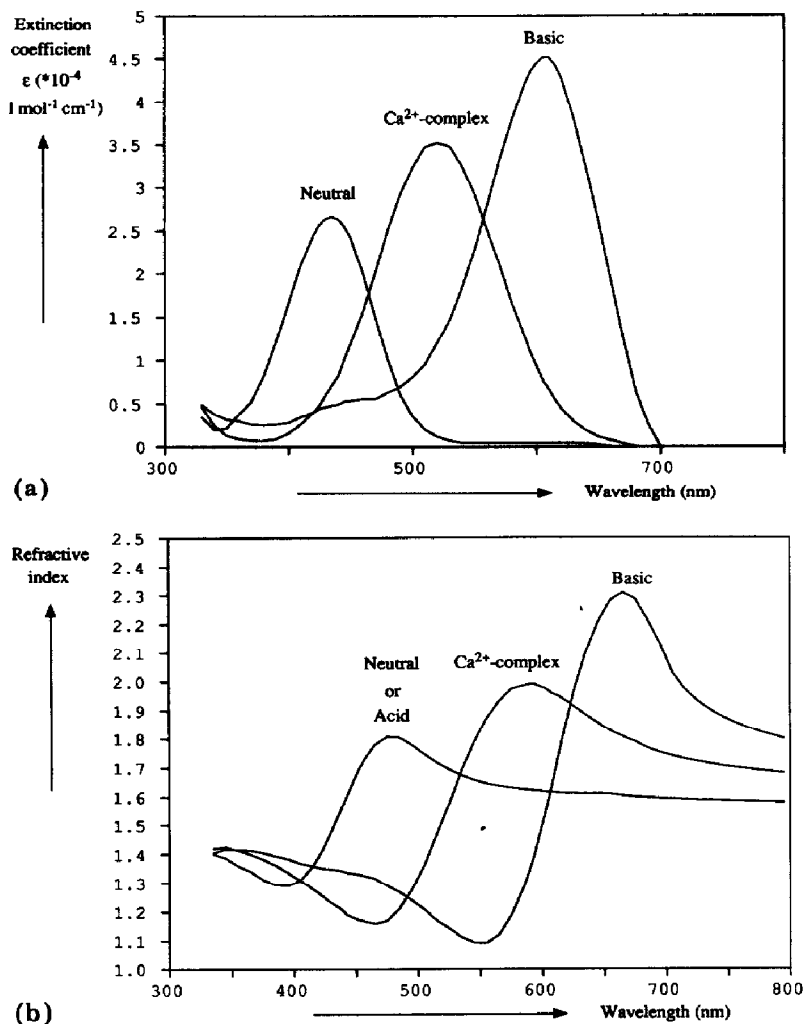 Extinction
coefficient
ε (*10⁻⁴
l mol⁻¹ cm⁻¹)
5
4.5
4
3.5
3
2.5
2
1.5
1
0.5
0
Basic
Ca²⁺-complex
Neutral
300
500
700
(a)
Wavelength (nm)
Refractive
index
2.5
2.4
2.3
2.2
2.1
2.0
1.9
1.8
1.7
1.6
1.5
1.4
1.3
1.2
1.1
1.0
Basic
Ca²⁺-complex
Neutral
or
Acid
300 400 500 600 700 800
(b)
Wavelength (nm)